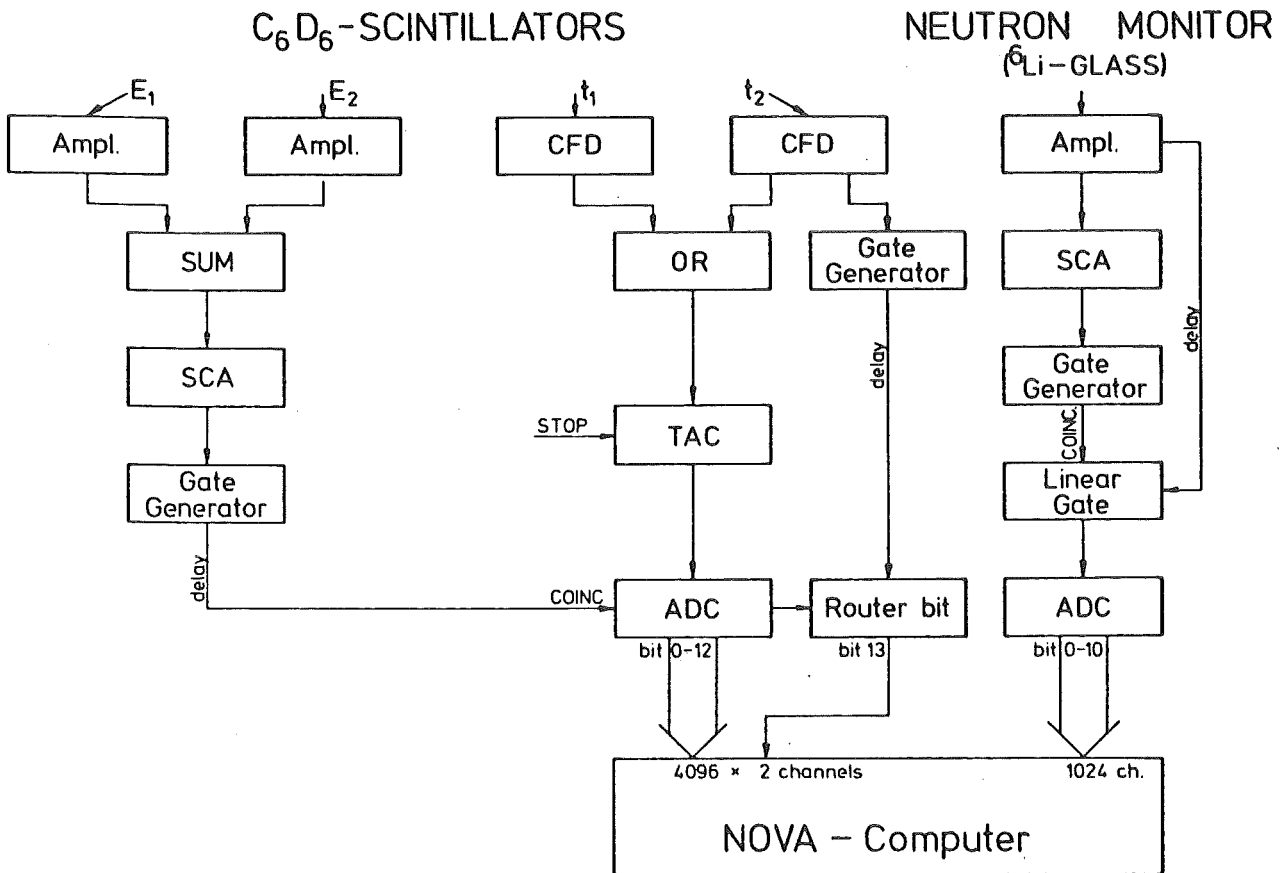 C₆D₆-SCINTILLATORS
NEUTRON MONITOR
(⁶Li-GLASS)
E₁
E₂
t₁
t₂
Ampl.
Ampl.
CFD
CFD
Ampl.
SUM
OR
Gate
Generator
SCA
delay
delay
SCA
Gate
Generator
STOP
TAC
COINC.
Gate
Generator
Linear
Gate
delay
COINC
ADC
Router bit
ADC
bit 0-12
bit 13
bit 0-10
4096 × 2 channels
1024 ch.
NOVA - Computer